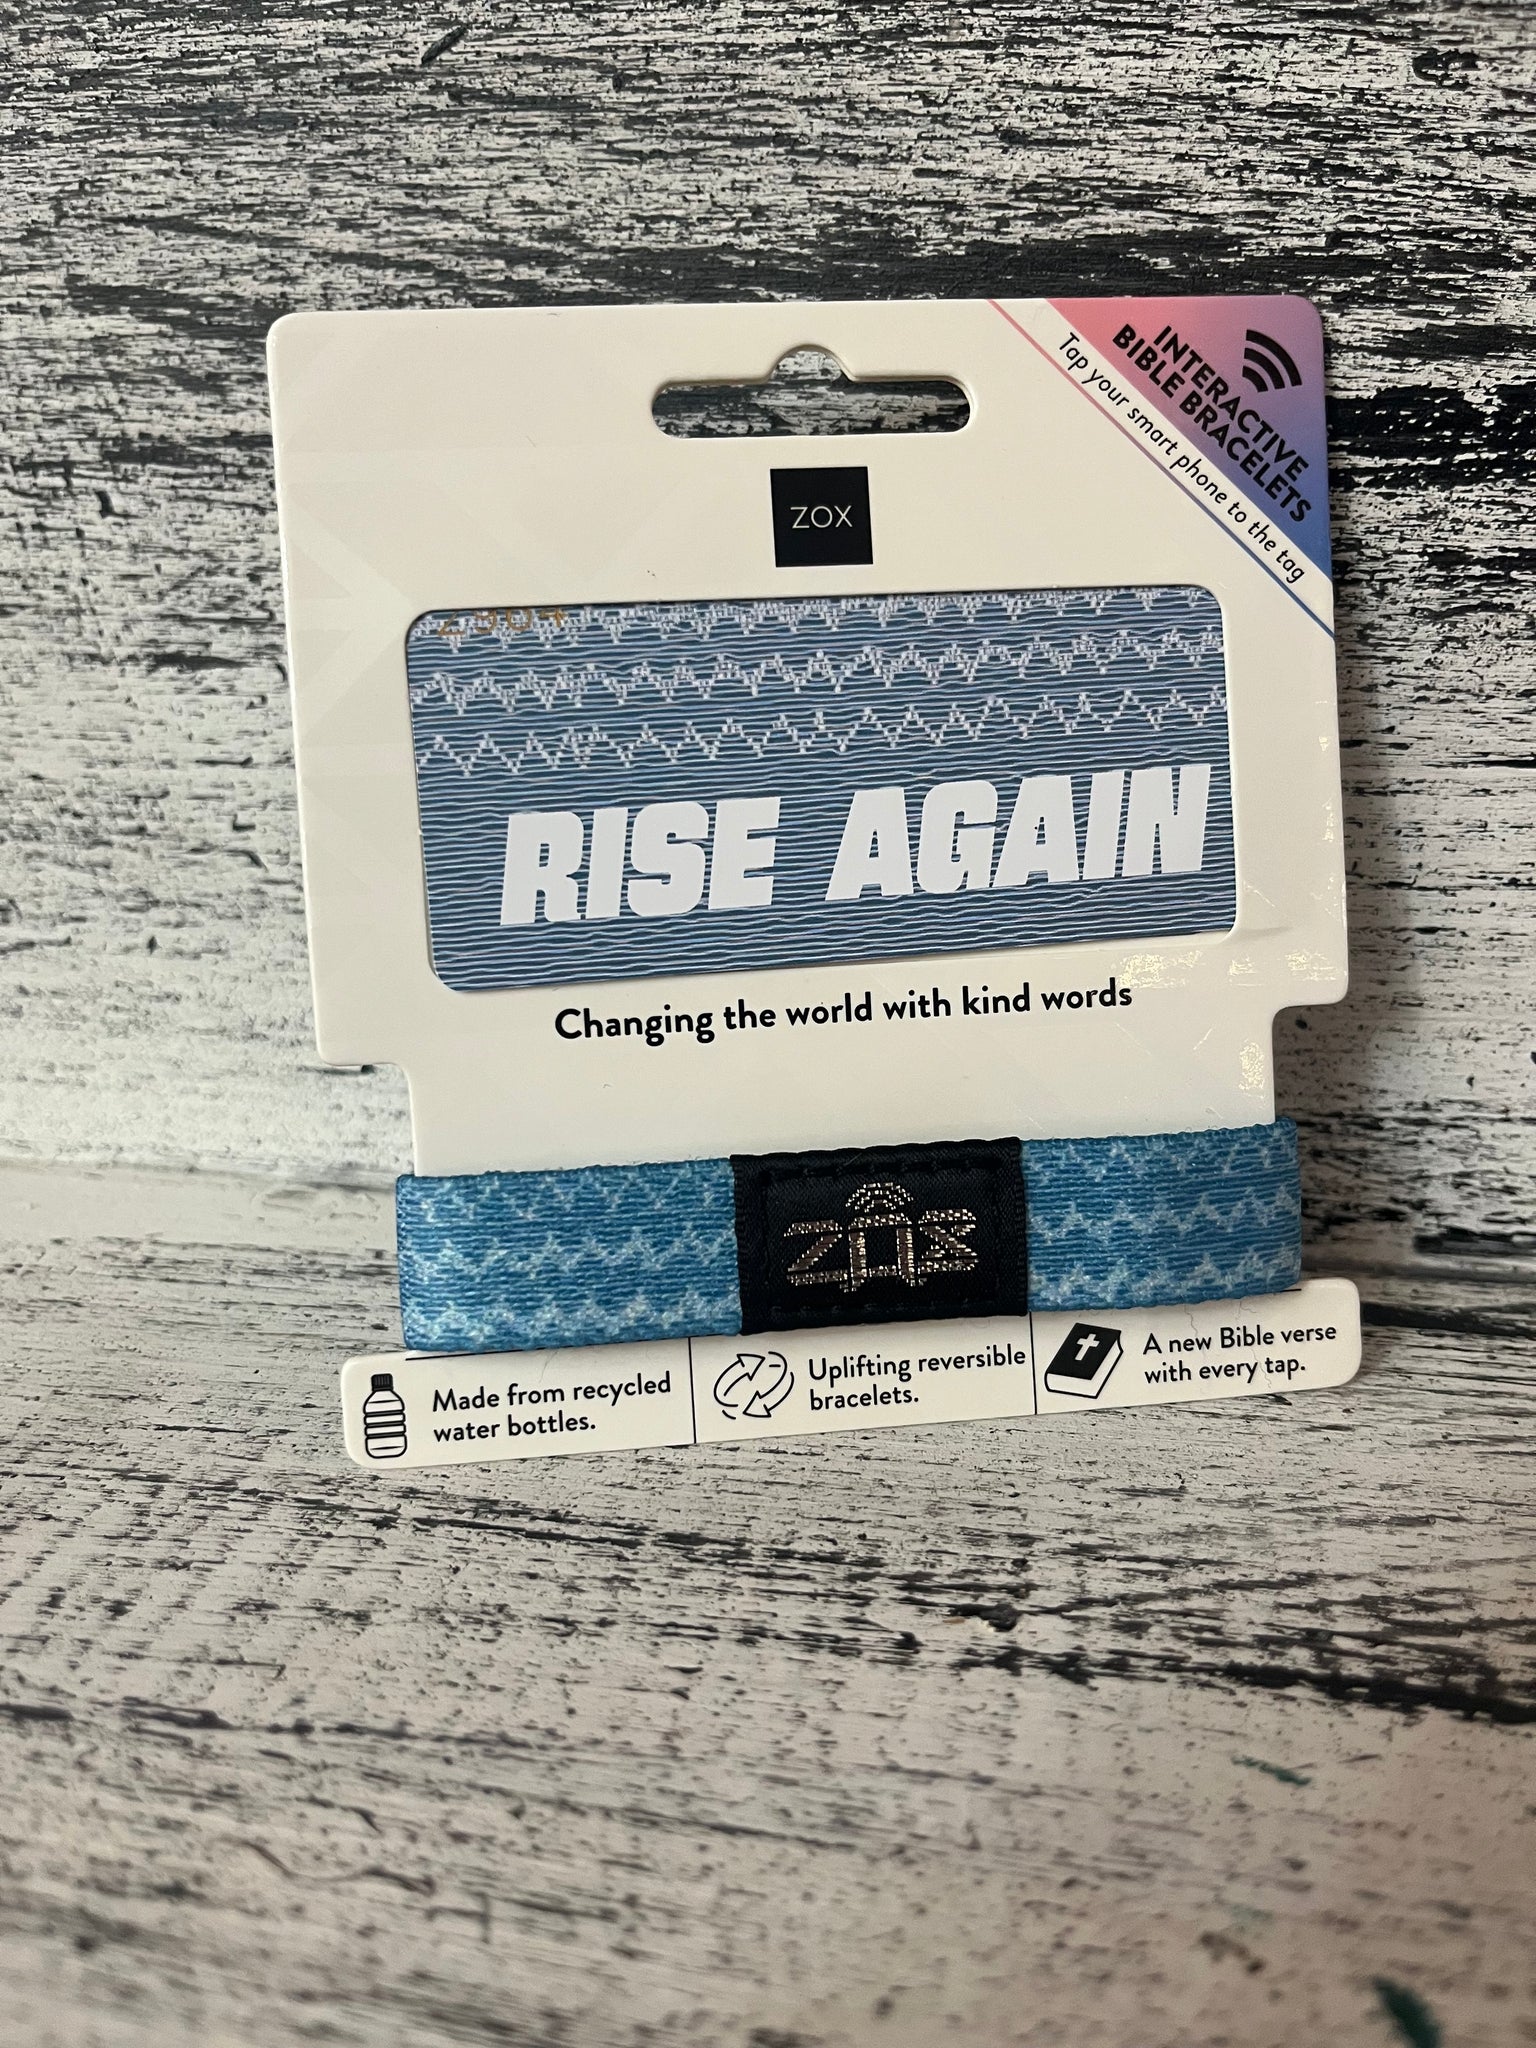 INTERACTIVE
BIBLE BRACELETS
Tap your smart phone to the tag
ZOX
RISE AGAIN
Changing the world with kind words
ZOX
Made from recycled
water bottles.
Uplifting reversible
bracelets.
A new Bible verse
with every tap.